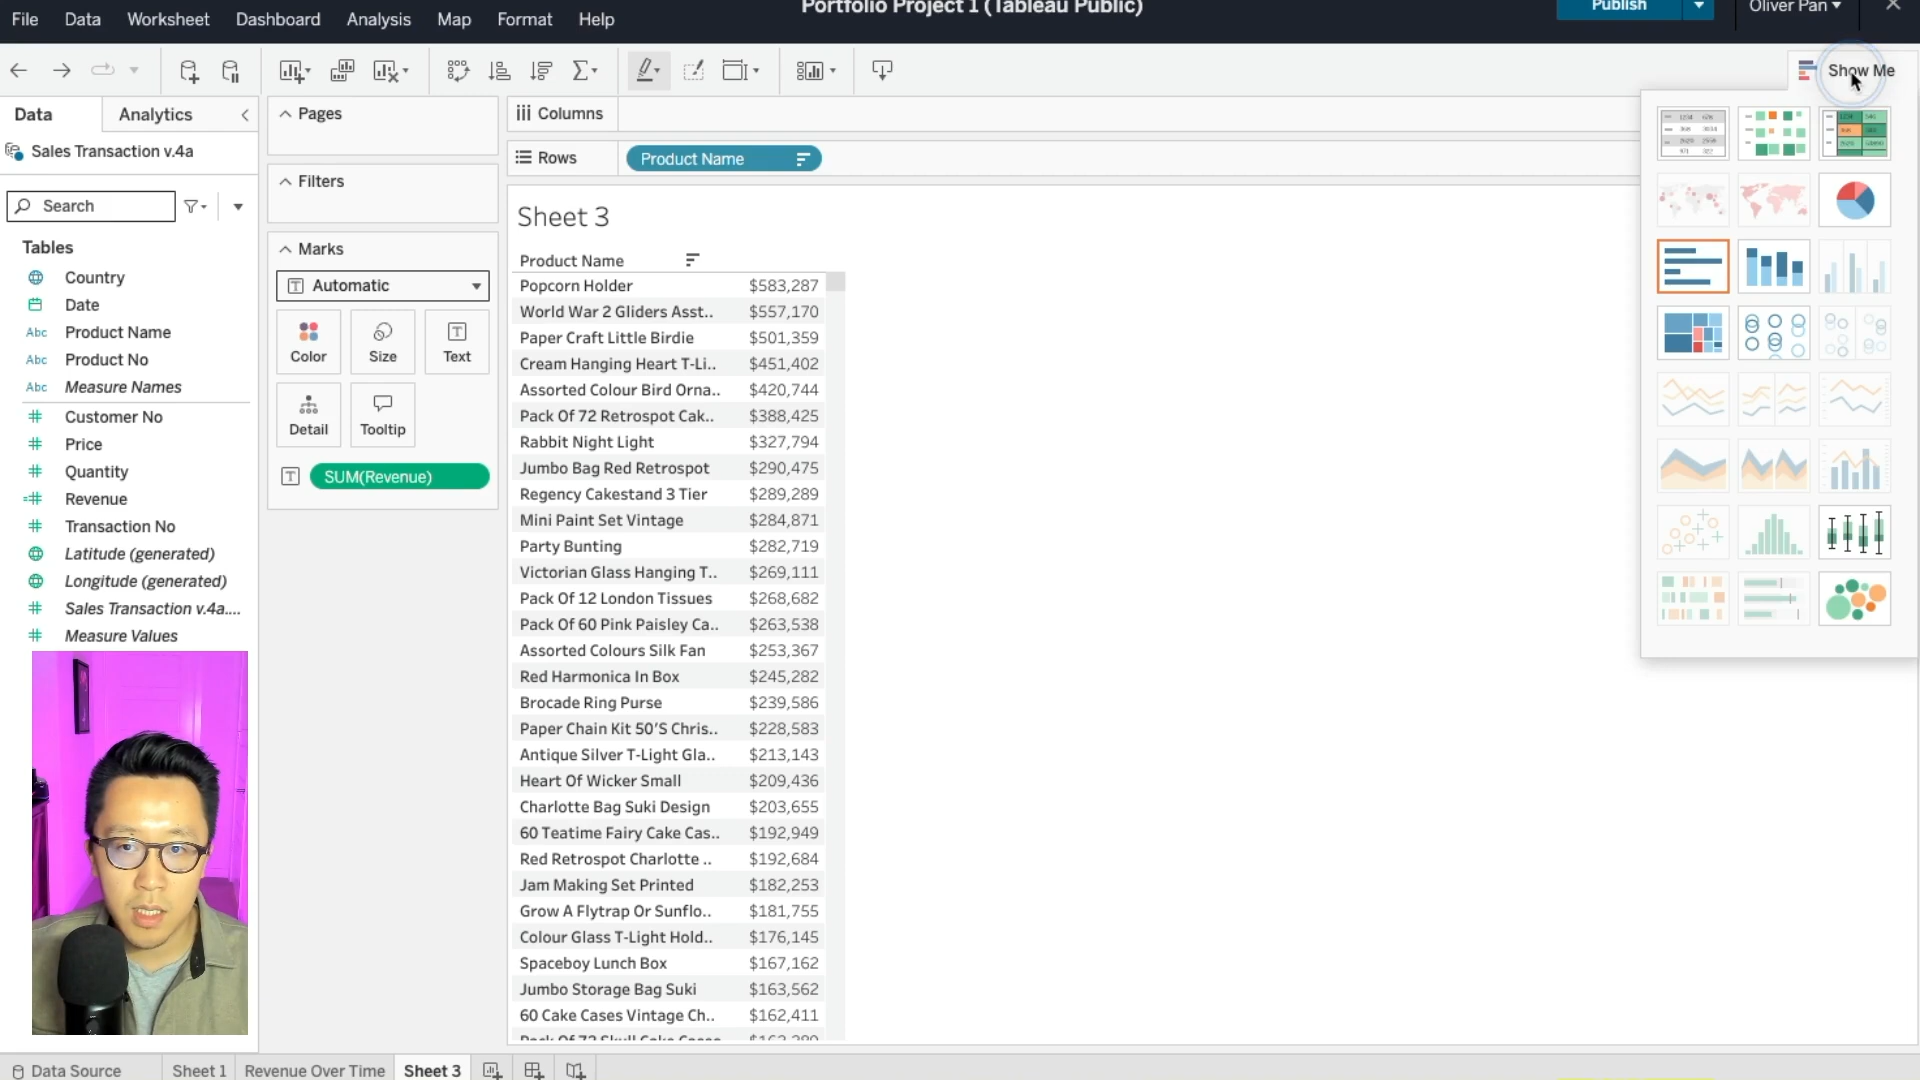 Portfolio Project 1 (Tableau Public)
Publish
Oliver Pan
File Data Worksheet Dashboard Analysis Map Format Help
Show Me
Data Analytics
Sales Transaction v.4a
Search
Tables
Country
Date
Abc Product Name
Abc Product No
Abc Measure Names
Customer No
Price
Quantity
Revenue
Transaction No
Latitude (generated)
Longitude (generated)
Sales Transaction v.4a....
Measure Values
Pages
Filters
Marks
Automatic
Color Size Text
Detail Tooltip
SUM(Revenue)
Columns
Rows Product Name
Sheet 3
Product Name
Popcorn Holder $583,287
World War 2 Gliders Asst.. $557,170
Paper Craft Little Birdie $501,359
Cream Hanging Heart T-Li.. $451,402
Assorted Colour Bird Orna.. $420,744
Pack Of 72 Retrospot Cak.. $388,425
Rabbit Night Light $327,794
Jumbo Bag Red Retrospot $290,475
Regency Cakestand 3 Tier $289,289
Mini Paint Set Vintage $284,871
Party Bunting $282,719
Victorian Glass Hanging T.. $269,111
Pack Of 12 London Tissues $268,682
Pack Of 60 Pink Paisley Ca.. $263,538
Assorted Colours Silk Fan $253,367
Red Harmonica In Box $245,282
Brocade Ring Purse $239,586
Paper Chain Kit 50'S Chris.. $228,583
Antique Silver T-Light Gla.. $213,143
Heart Of Wicker Small $209,436
Charlotte Bag Suki Design $203,655
60 Teatime Fairy Cake Cas.. $192,949
Red Retrospot Charlotte .. $192,684
Jam Making Set Printed $182,253
Grow A Flytrap Or Sunflo.. $181,755
Colour Glass T-Light Hold.. $176,145
Spaceboy Lunch Box $167,162
Jumbo Storage Bag Suki $163,562
60 Cake Cases Vintage Ch.. $162,411
Data Source Sheet 1 Revenue Over Time Sheet 3